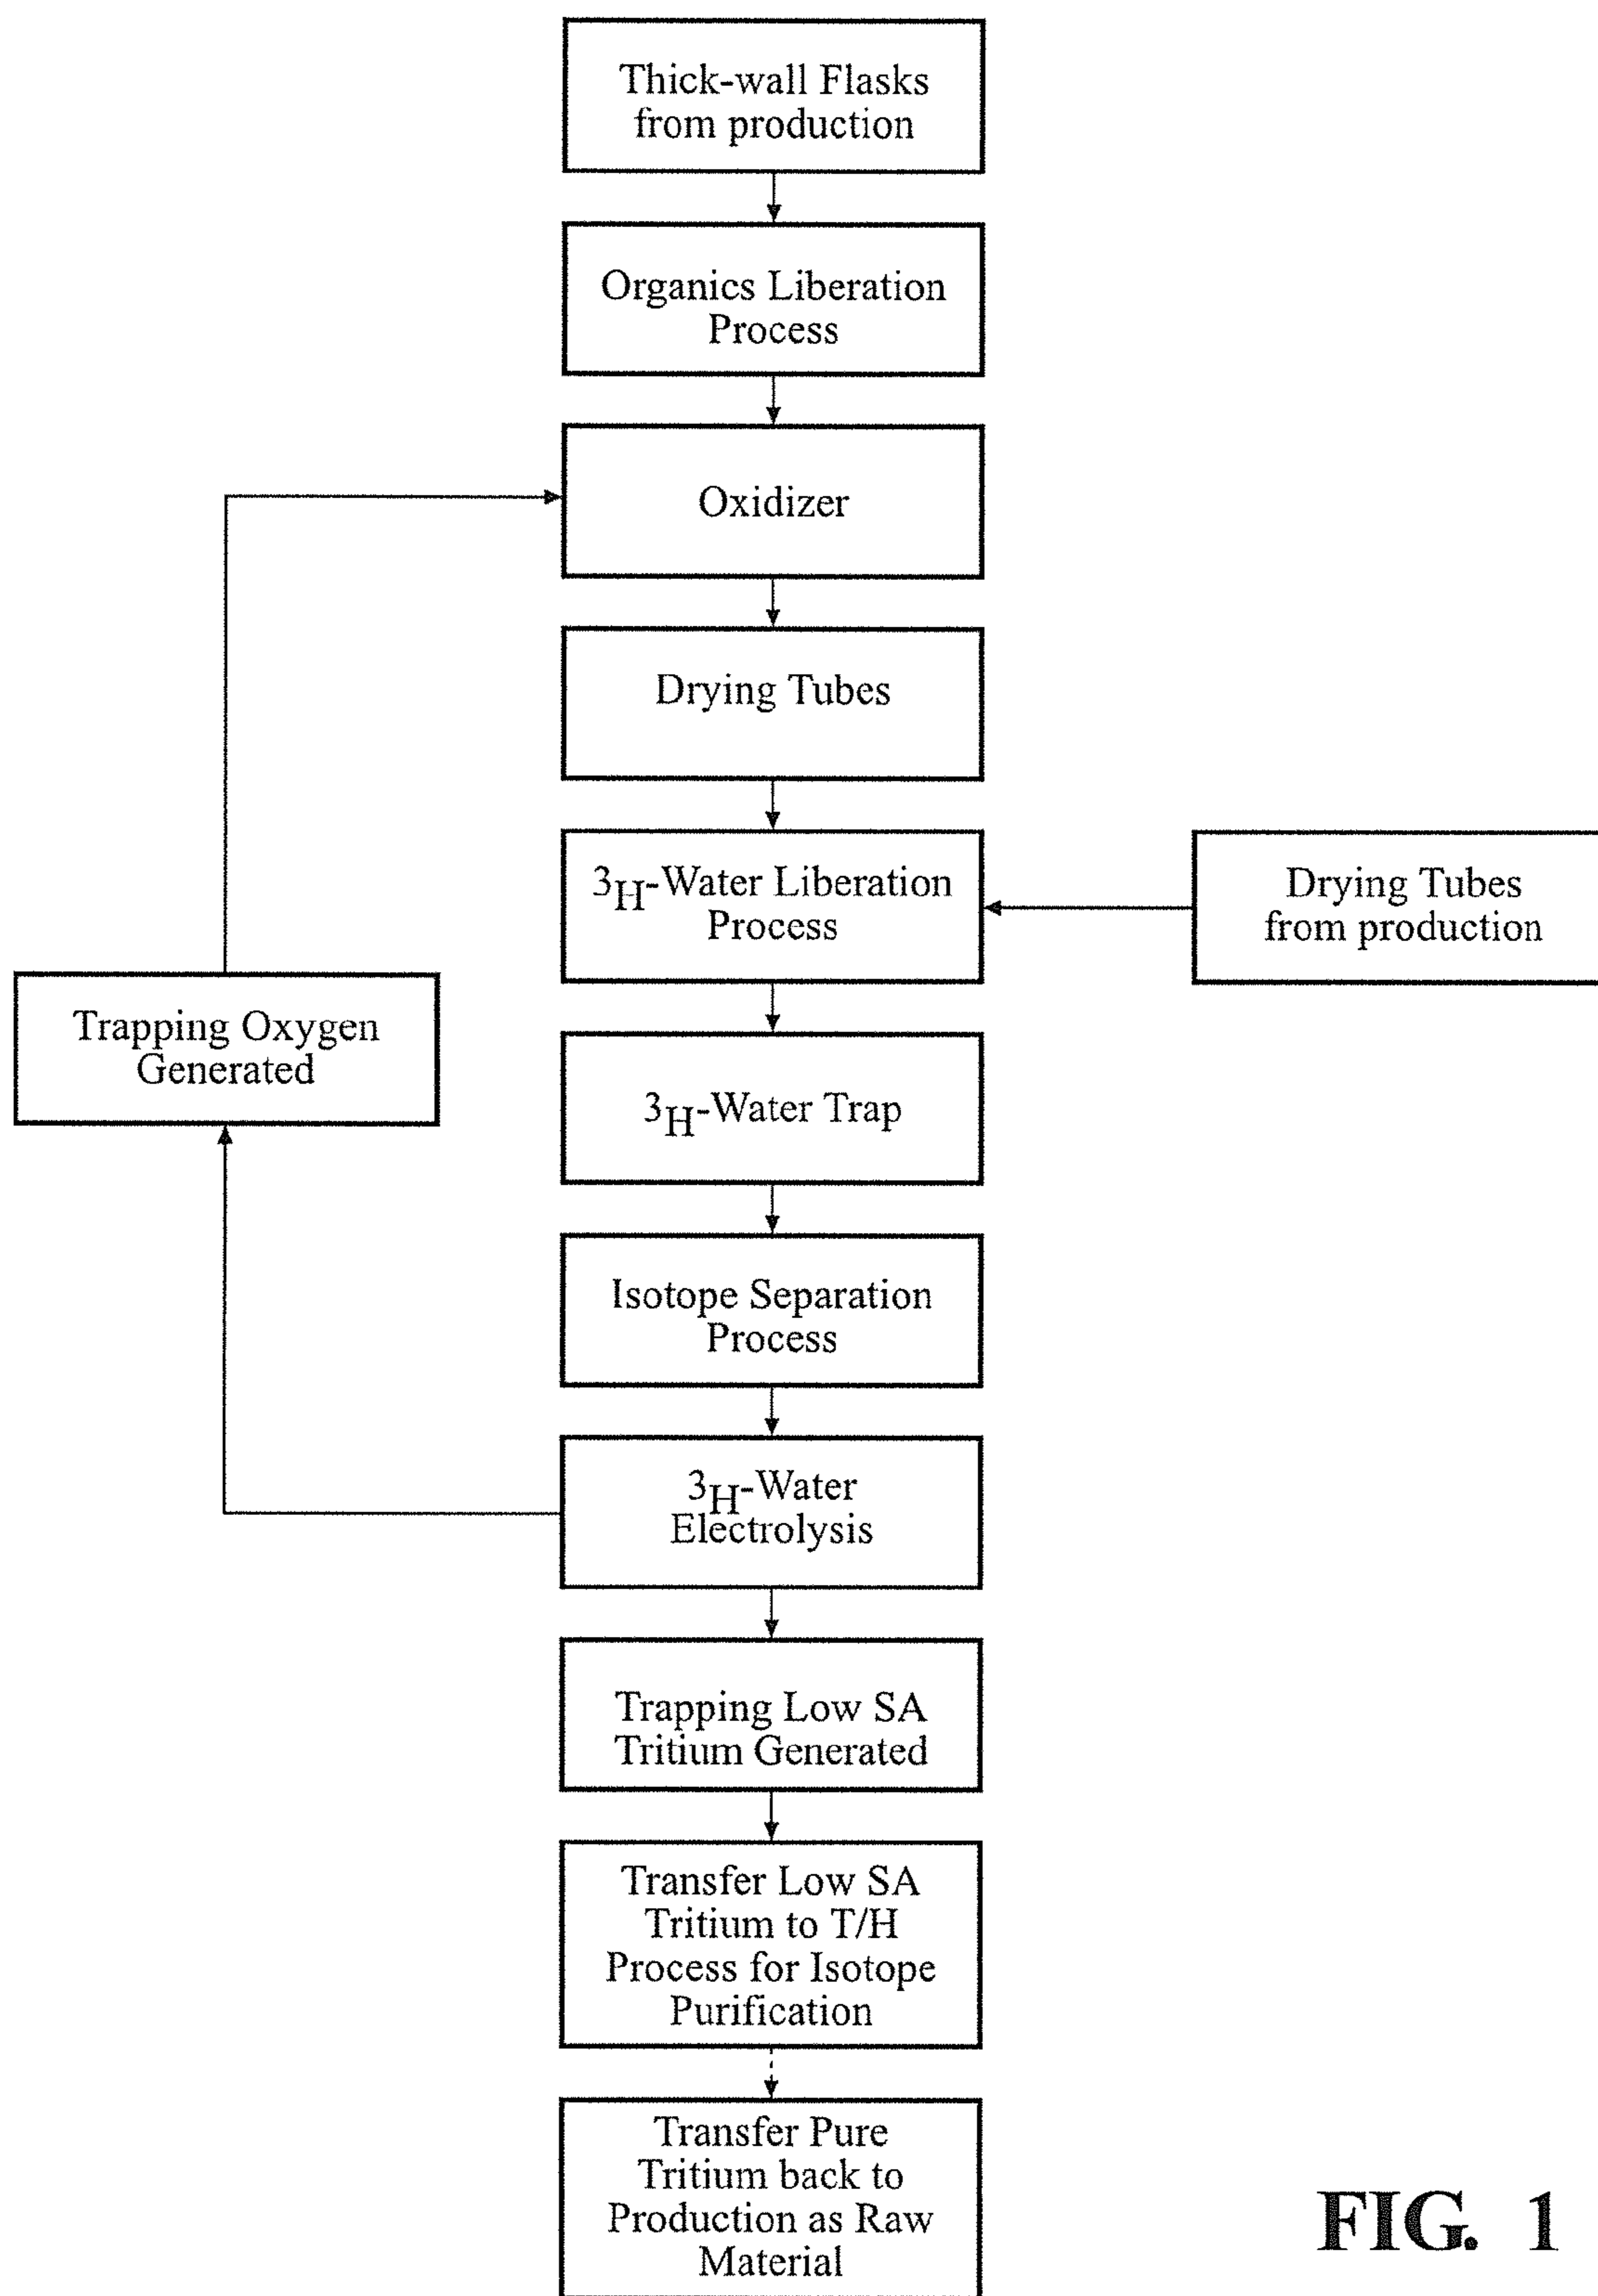 Thick-wall Flasks
from production
Organics Liberation
Process
Oxidizer
Drying Tubes
3H-Water Liberation
Process
Drying Tubes
from production
Trapping Oxygen
Generated
3H-Water Trap
Isotope Separation
Process
3H-Water
Electrolysis
Trapping Low SA
Tritium Generated
Transfer Low SA
Tritium to T/H
Process for Isotope
Purification
Transfer Pure
Tritium back to
Production as Raw
Material
FIG. 1